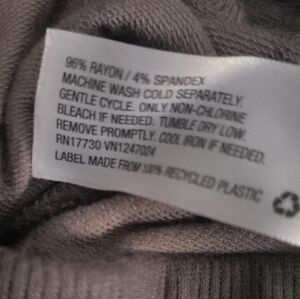 96% RAYON / 4% SPANDEX
MACHINE WASH COLD SEPARATELY.
GENTLE CYCLE. ONLY NON-CHLORINE
BLEACH IF NEEDED. TUMBLE DRY LOW.
REMOVE PROMPTLY. COOL IRON IF NEEDED.
RN17730 VN1247024
LABEL MADE FROM 100% RECYCLED PLASTIC